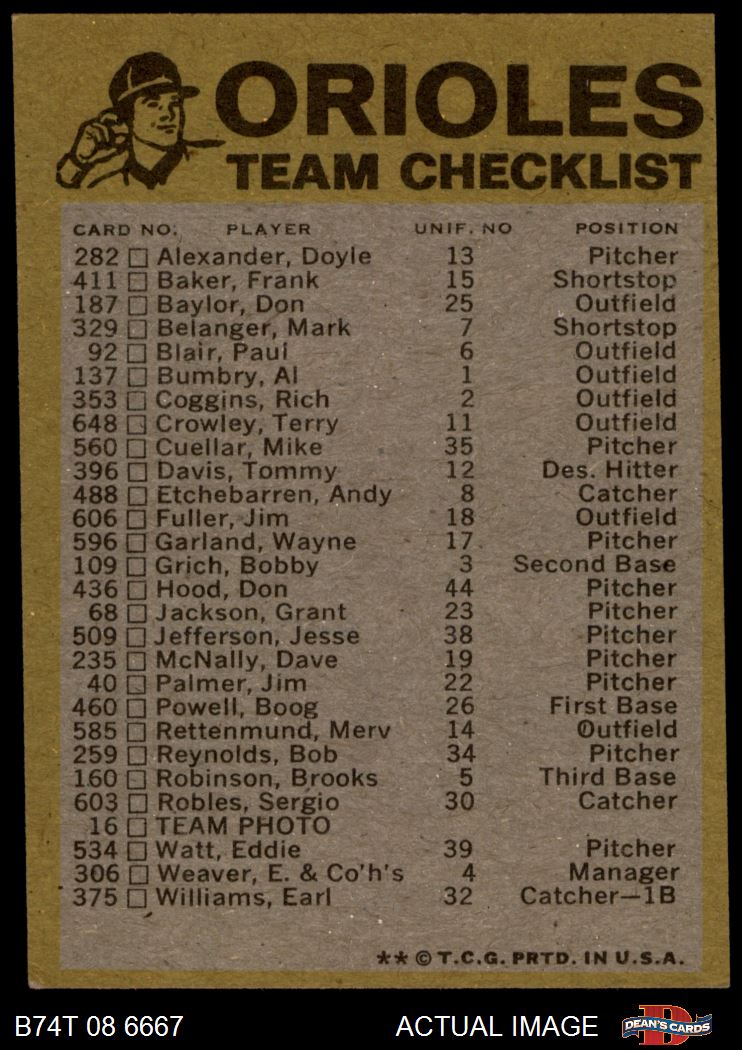 ORIOLES
TEAM CHECKLIST
CARD NO. PLAYER UNIF. NO POSITION
282 Alexander, Doyle 13 Pitcher
411 Baker, Frank 15 Shortstop
187 Baylor, Don 25 Outfield
329 Belanger, Mark 7 Shortstop
92 Blair, Paul 6 Outfield
137 Bumbry, Al 1 Outfield
353 Coggins, Rich 2 Outfield
648 Crowley, Terry 11 Outfield
560 Cuellar, Mike 35 Pitcher
396 Davis, Tommy 12 Des. Hitter
488 Etchebarren, Andy 8 Catcher
606 Fuller, Jim 18 Outfield
596 Garland, Wayne 17 Pitcher
109 Grich, Bobby 3 Second Base
436 Hood, Don 44 Pitcher
68 Jackson, Grant 23 Pitcher
509 Jefferson, Jesse 38 Pitcher
235 McNally, Dave 19 Pitcher
40 Palmer, Jim 22 Pitcher
460 Powell, Boog 26 First Base
585 Rettenmund, Merv 14 Outfield
259 Reynolds, Bob 34 Pitcher
160 Robinson, Brooks 5 Third Base
603 Robles, Sergio 30 Catcher
16 TEAM PHOTO
534 Watt, Eddie 39 Pitcher
306 Weaver, E. & Co'h's 4 Manager
375 Williams, Earl 32 Catcher—1B
** © T.C.G. PRTD. IN U.S.A.
B74T 08 6667 ACTUAL IMAGE D DEAN'S CARDS